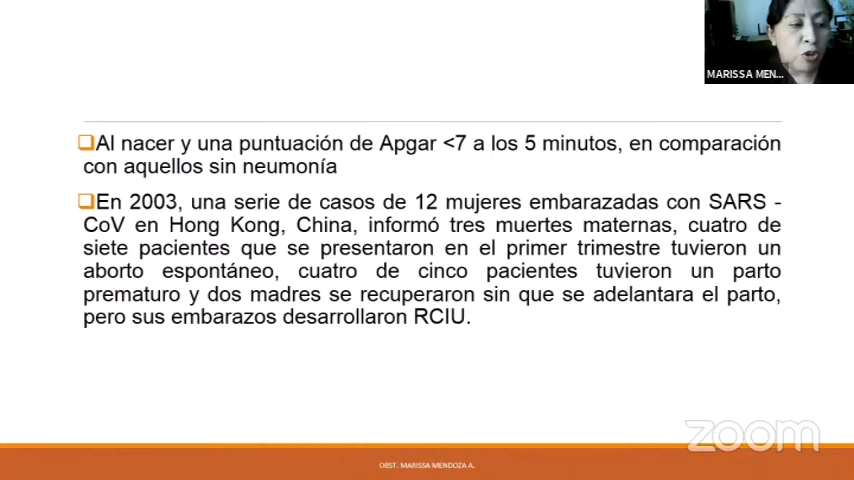 MARISSA MEN...
❑Al nacer y una puntuación de Apgar <7 a los 5 minutos, en comparación
con aquellos sin neumonía
❑En 2003, una serie de casos de 12 mujeres embarazadas con SARS -
CoV en Hong Kong, China, informó tres muertes maternas, cuatro de
siete pacientes que se presentaron en el primer trimestre tuvieron un
aborto espontáneo, cuatro de cinco pacientes tuvieron un parto
prematuro y dos madres se recuperaron sin que se adelantara el parto,
pero sus embarazos desarrollaron RCIU.
zoom
OBST. MARISSA MENDOZA A.